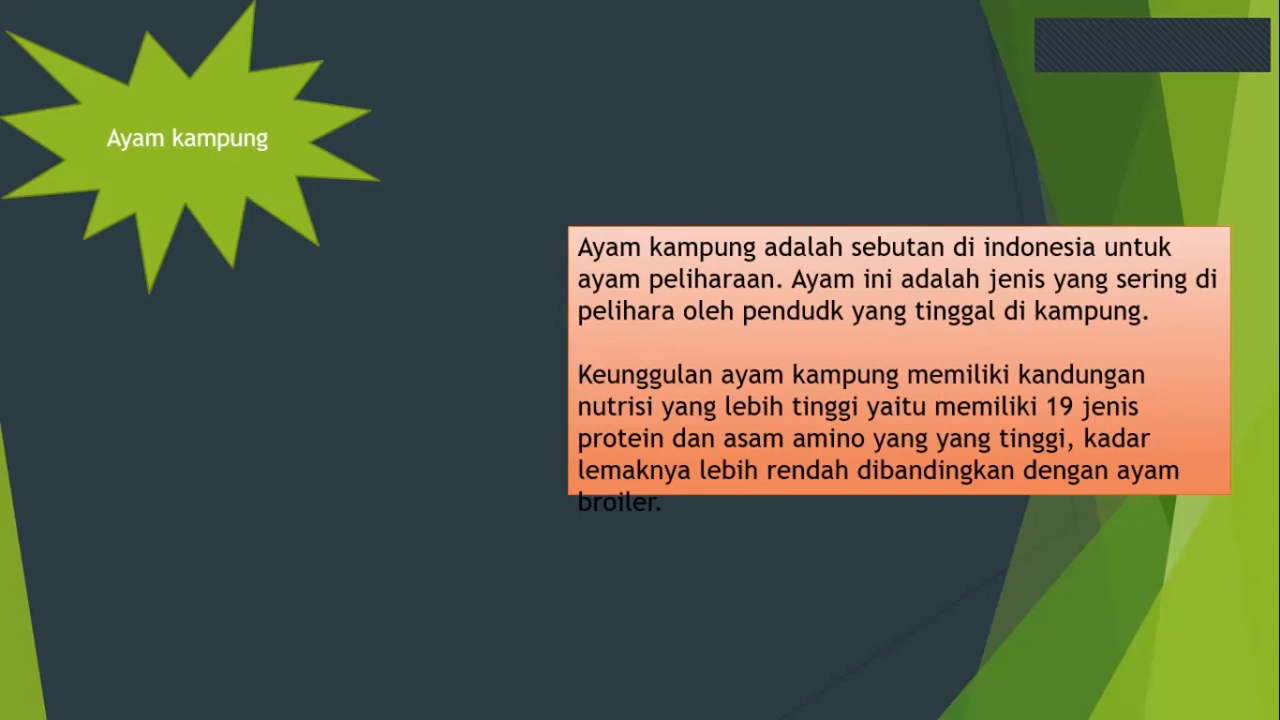 Ayam kampung
Ayam kampung adalah sebutan di indonesia untuk
ayam peliharaan. Ayam ini adalah jenis yang sering di
pelihara oleh pendudk yang tinggal di kampung.
Keunggulan ayam kampung memiliki kandungan
nutrisi yang lebih tinggi yaitu memiliki 19 jenis
protein dan asam amino yang yang tinggi, kadar
lemaknya lebih rendah dibandingkan dengan ayam
broiler.